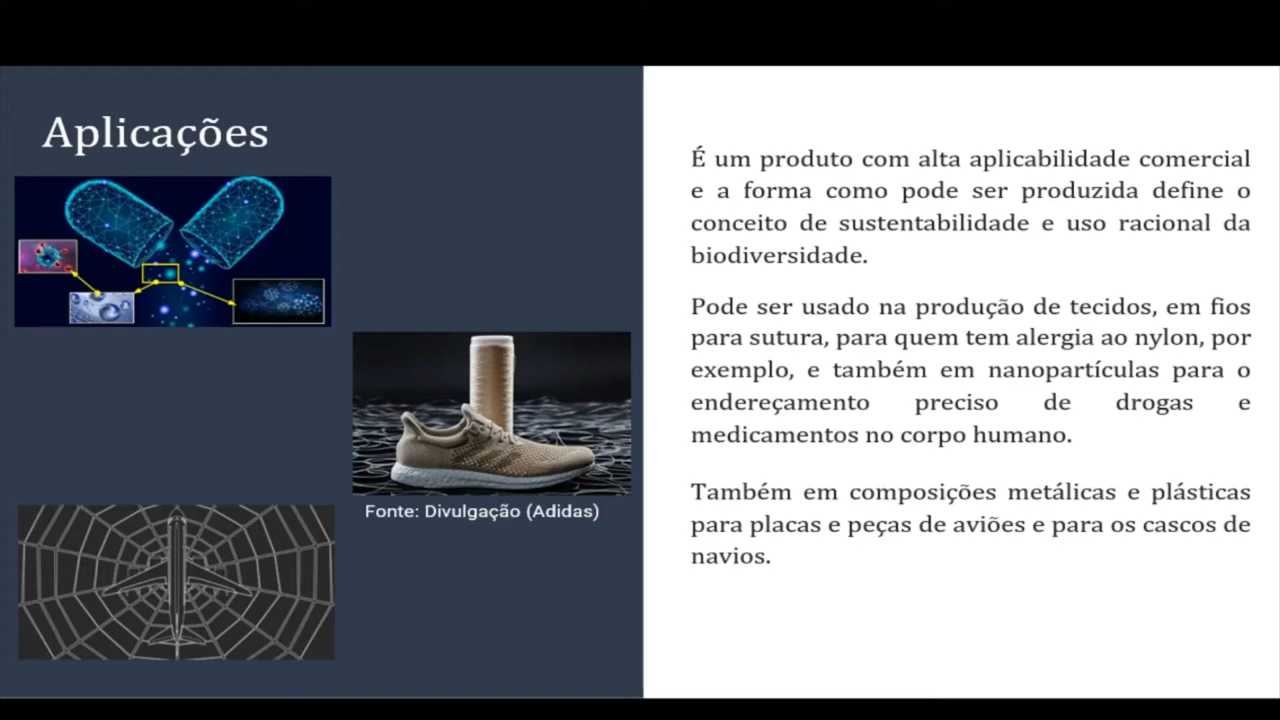 Aplicações
Fonte: Divulgação (Adidas)
É um produto com alta aplicabilidade comercial
e a forma como pode ser produzida define o
conceito de sustentabilidade e uso racional da
biodiversidade.
Pode ser usado na produção de tecidos, em fios
para sutura, para quem tem alergia ao nylon, por
exemplo, e também em nanopartículas para o
endereçamento preciso de drogas e
medicamentos no corpo humano.
Também em composições metálicas e plásticas
para placas e peças de aviões e para os cascos de
navios.